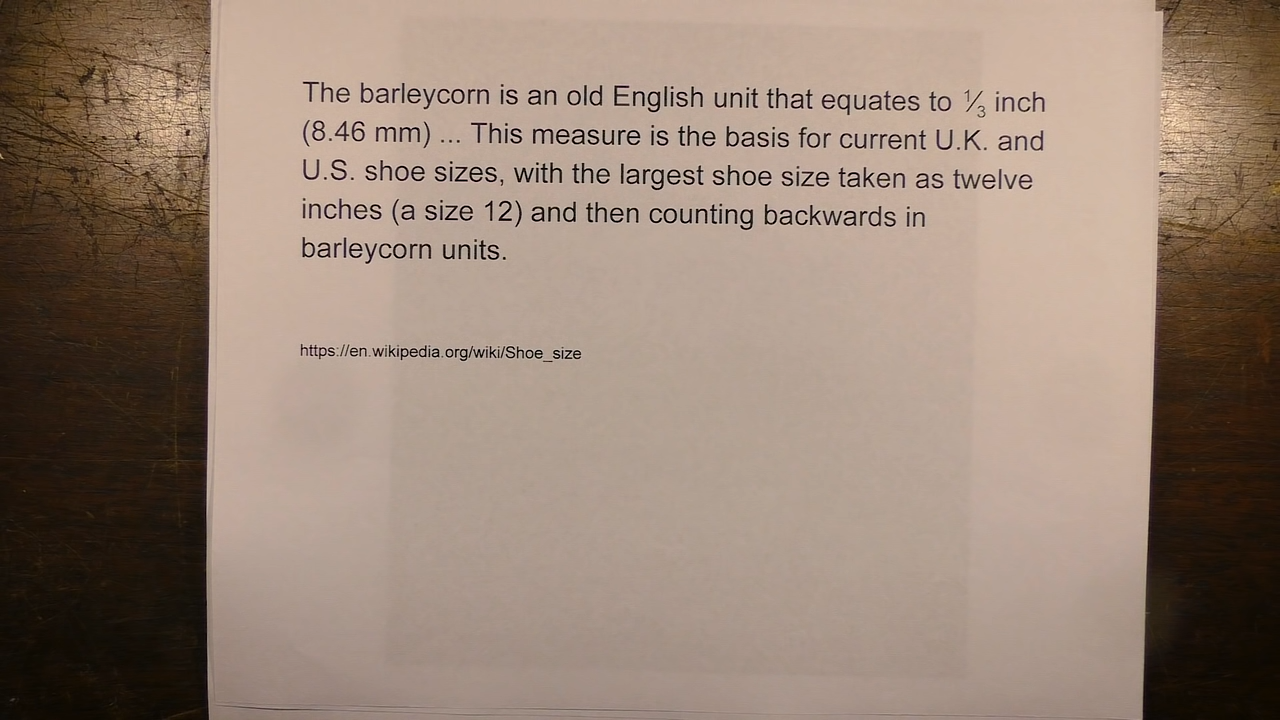 The barleycorn is an old English unit that equates to ⅓ inch
(8.46 mm) ... This measure is the basis for current U.K. and
U.S. shoe sizes, with the largest shoe size taken as twelve
inches (a size 12) and then counting backwards in
barleycorn units.
https://en.wikipedia.org/wiki/Shoe_size